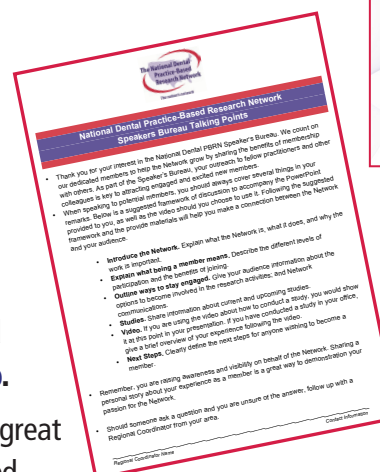 The National Dental
Practice-Based
Research Network
The nation's network
National Dental Practice-Based Research Network
Speakers Bureau Talking Points
• Thank you for your interest in the National Dental PBRN Speaker's Bureau. We count on
our dedicated members to help the Network grow by sharing the benefits of membership
with others. As part of the Speaker's Bureau, your outreach to fellow practitioners and other
colleagues is key to attracting engaged and excited new members.
• When speaking to potential members, you should always cover several things in your
remarks. Below is a suggested framework of discussion to accompany the PowerPoint
provided to you, as well as the video should you choose to use it. Following the suggested
framework and the provide materials will help you make a connection between the Network
and your audience.
• Introduce the Network. Explain what the Network is, what it does, and why the
work is important.
• Explain what being a member means. Describe the different levels of
participation and the benefits of joining.
• Outline ways to stay engaged. Give your audience information about the
options to become involved in the research activities; and Network
communications.
• Studies. Share information about current and upcoming studies.
• Video. If you are using the video about how to conduct a study, you would show
it at this point in your presentation. If you have conducted a study in your office,
give a brief overview of your experience following the video.
• Next Steps. Clearly define the next steps for anyone wishing to become a
member.
• Remember, you are raising awareness and visibility on behalf of the Network. Sharing a
personal story about your experience as a member is a great way to demonstrate your
passion for the Network.
• Should someone ask a question and you are unsure of the answer, follow up with a
Regional Coordinator from your area.
Regional Coordinator Name
Contact Information
.
great